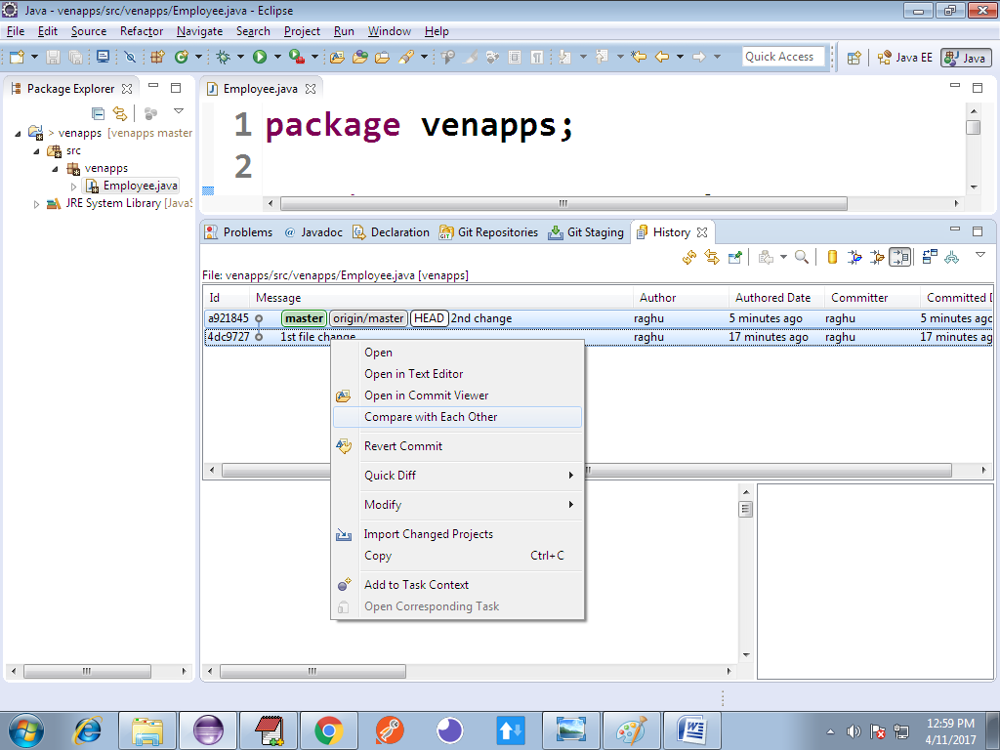 Java - venapps/src/venapps/Employee.java - Eclipse
File Edit Source Refactor Navigate Search Project Run Window Help
Quick Access Java EE Java
Package Explorer
> venapps [venapps master
src
venapps
Employee.java
JRE System Library [JavaS
Employee.java
1 package venapps;
2
Problems @ Javadoc Declaration Git Repositories Git Staging History
File: venapps/src/venapps/Employee.java [venapps]
Id Message Author Authored Date Committer Committed D
a921845 master origin/master HEAD 2nd change raghu 5 minutes ago raghu 5 minutes ago
4dc9727 1st file change raghu 17 minutes ago raghu 17 minutes ago
Open
Open in Text Editor
Open in Commit Viewer
Compare with Each Other
Revert Commit
Quick Diff
Modify
Import Changed Projects
Copy Ctrl+C
Add to Task Context
Open Corresponding Task
12:59 PM
4/11/2017